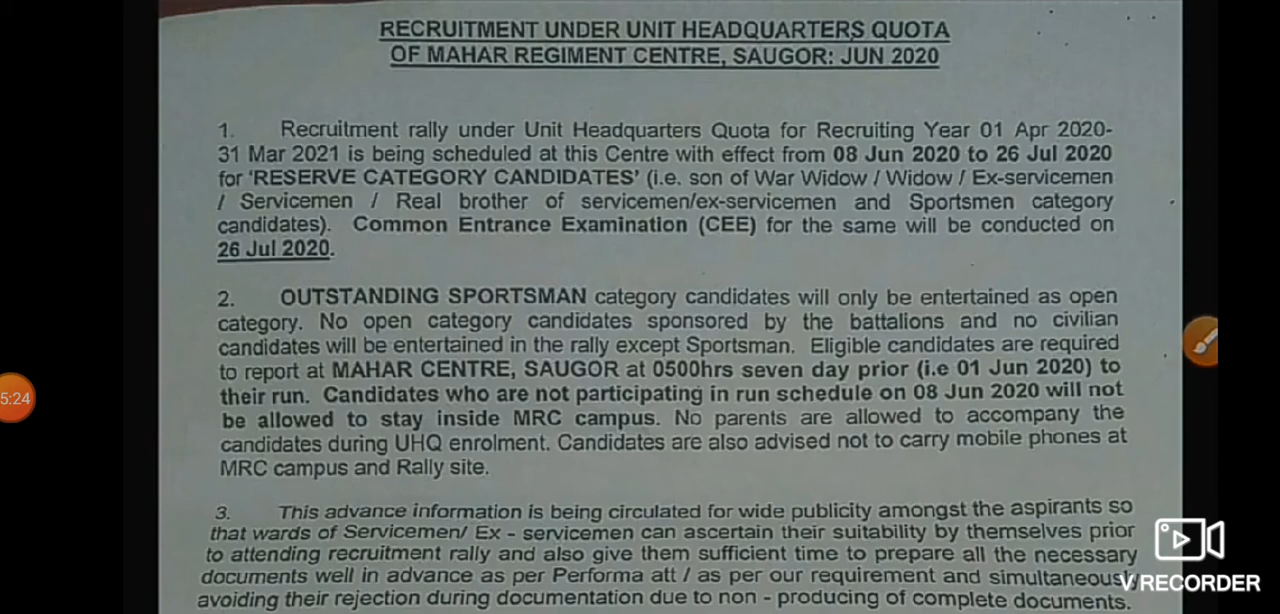 RECRUITMENT UNDER UNIT HEADQUARTERS QUOTA
OF MAHAR REGIMENT CENTRE, SAUGOR: JUN 2020
1. Recruitment rally under Unit Headquarters Quota for Recruiting Year 01 Apr 2020-
31 Mar 2021 is being scheduled at this Centre with effect from 08 Jun 2020 to 26 Jul 2020
for 'RESERVE CATEGORY CANDIDATES' (i.e. son of War Widow / Widow / Ex-servicemen
/ Servicemen / Real brother of servicemen/ex-servicemen and Sportsmen category
candidates). Common Entrance Examination (CEE) for the same will be conducted on
26 Jul 2020.
2. OUTSTANDING SPORTSMAN category candidates will only be entertained as open
category. No open category candidates sponsored by the battalions and no civilian
candidates will be entertained in the rally except Sportsman. Eligible candidates are required
to report at MAHAR CENTRE, SAUGOR at 0500hrs seven day prior (i.e 01 Jun 2020) to
their run. Candidates who are not participating in run schedule on 08 Jun 2020 will not
be allowed to stay inside MRC campus. No parents are allowed to accompany the
candidates during UHQ enrolment. Candidates are also advised not to carry mobile phones at
MRC campus and Rally site.
5:24
3. This advance information is being circulated for wide publicity amongst the aspirants so
that wards of Servicemen/ Ex - servicemen can ascertain their suitability by themselves prior
to attending recruitment rally and also give them sufficient time to prepare all the necessary
documents well in advance as per Performa att / as per our requirement and simultaneously
avoiding their rejection during documentation due to non - producing of complete documents.
V RECORDER